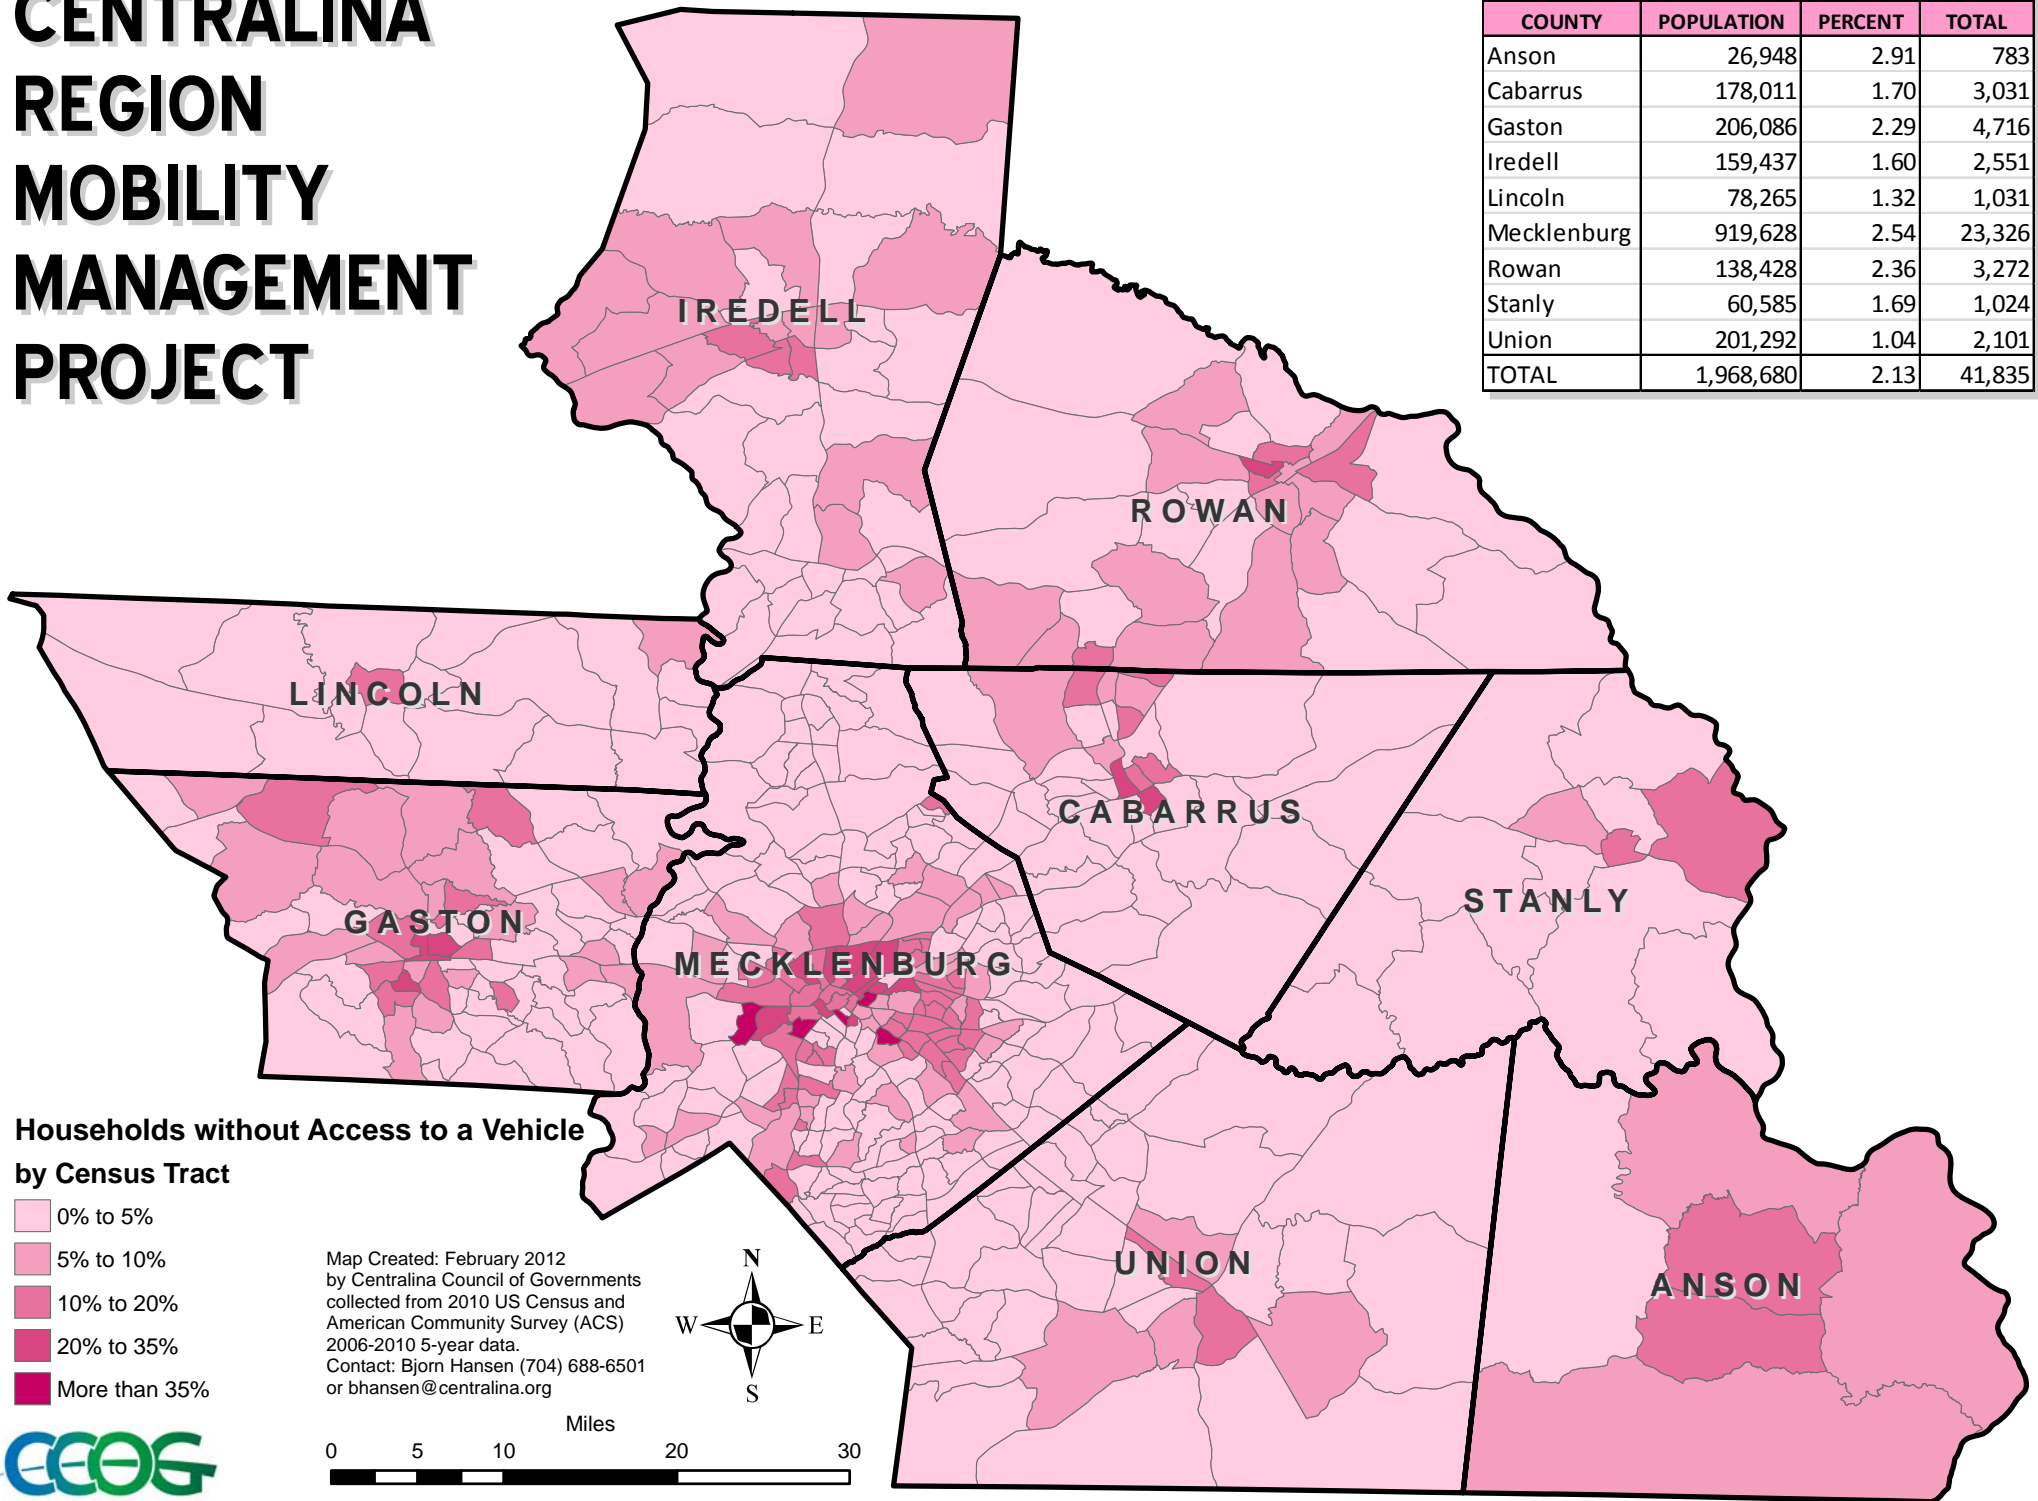 CENTRALINA
REGION
MOBILITY
MANAGEMENT
PROJECT
COUNTY POPULATION PERCENT TOTAL
Anson 26,948 2.91 783
Cabarrus 178,011 1.70 3,031
Gaston 206,086 2.29 4,716
Iredell 159,437 1.60 2,551
Lincoln 78,265 1.32 1,031
Mecklenburg 919,628 2.54 23,326
Rowan 138,428 2.36 3,272
Stanly 60,585 1.69 1,024
Union 201,292 1.04 2,101
TOTAL 1,968,680 2.13 41,835
IREDELL
ROWAN
LINCOLN
CABARRUS
STANLY
GASTON
MECKLENBURG
UNION
ANSON
Households without Access to a Vehicle
by Census Tract
0% to 5%
5% to 10%
10% to 20%
20% to 35%
More than 35%
Map Created: February 2012
by Centralina Council of Governments
collected from 2010 US Census and
American Community Survey (ACS)
2006-2010 5-year data.
Contact: Bjorn Hansen (704) 688-6501
or bhansen@centralina.org
N
W E
S
Miles
0 5 10 20 30
CCOG